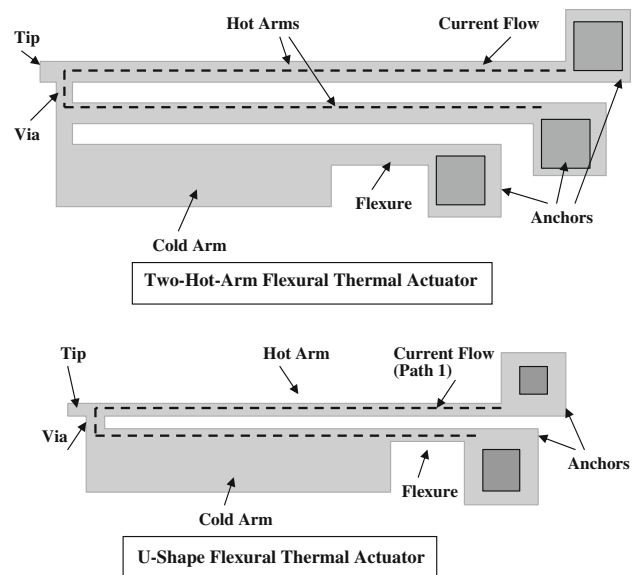 Hot Arms
Current Flow
Tip
Via
Flexure
Anchors
Cold Arm
Two-Hot-Arm Flexural Thermal Actuator
Tip
Hot Arm
Current Flow
(Path 1)
Via
Anchors
Flexure
Cold Arm
U-Shape Flexural Thermal Actuator